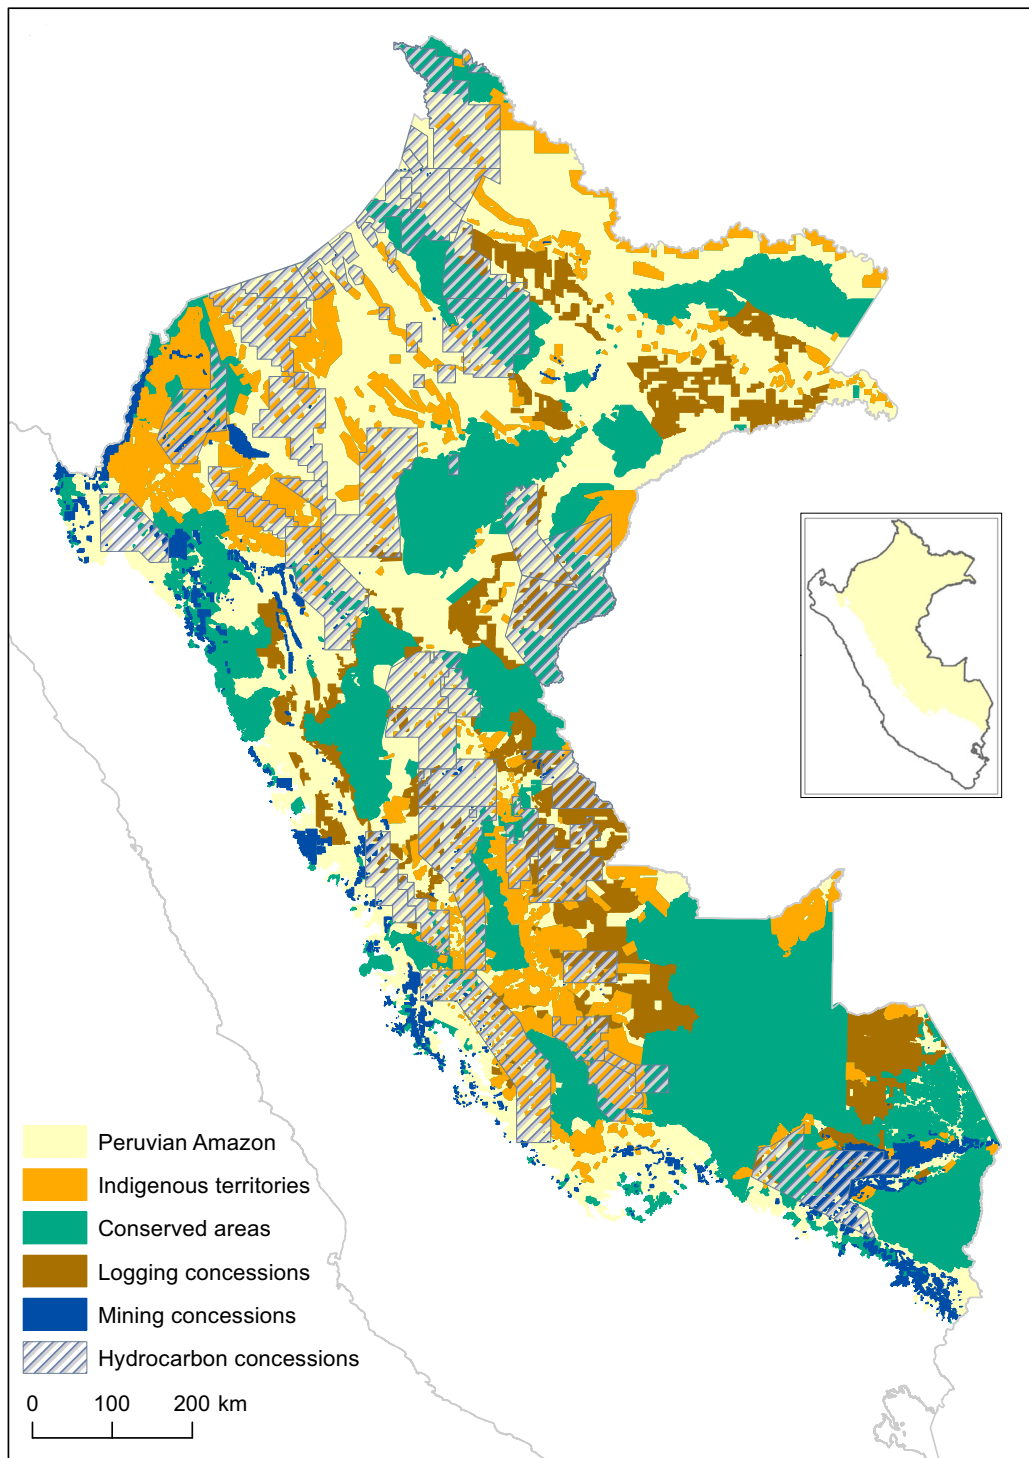 Peruvian Amazon
Indigenous territories
Conserved areas
Logging concessions
Mining concessions
Hydrocarbon concessions
0 100 200 km